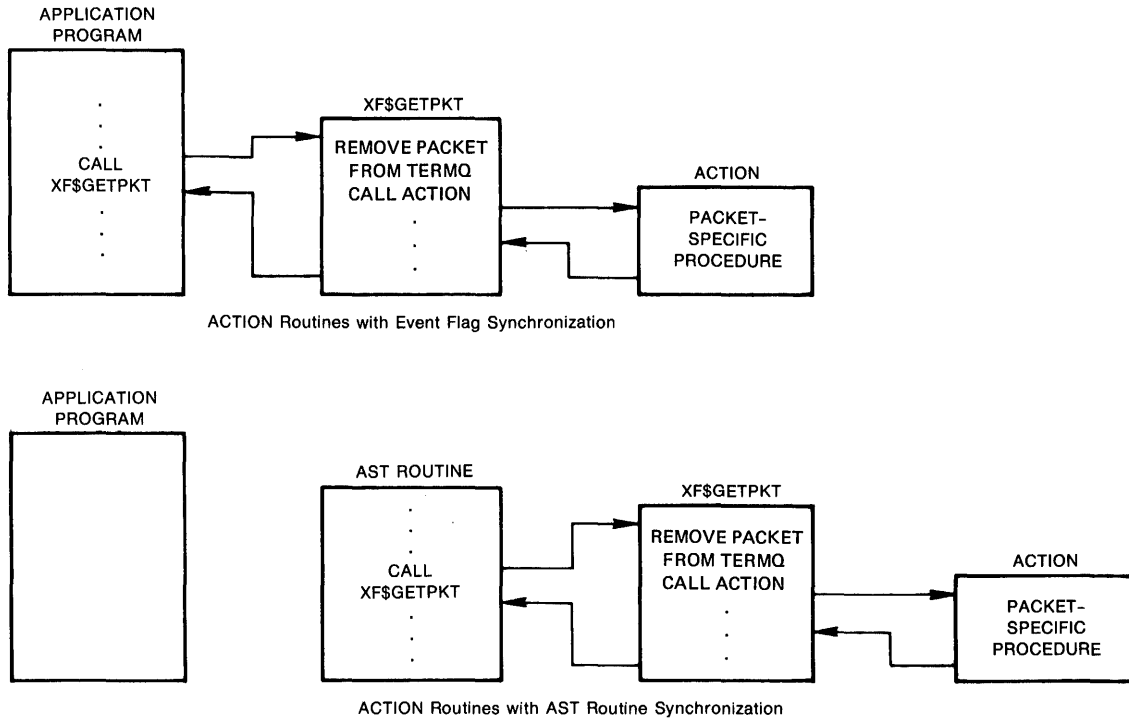 APPLICATION
PROGRAM
CALL
XF$GETPKT
XF$GETPKT
REMOVE PACKET
FROM TERMQ
CALL ACTION
ACTION
PACKET-
SPECIFIC
PROCEDURE
ACTION Routines with Event Flag Synchronization
APPLICATION
PROGRAM
AST ROUTINE
CALL
XF$GETPKT
XF$GETPKT
REMOVE PACKET
FROM TERMQ
CALL ACTION
ACTION
PACKET-
SPECIFIC
PROCEDURE
ACTION Routines with AST Routine Synchronization